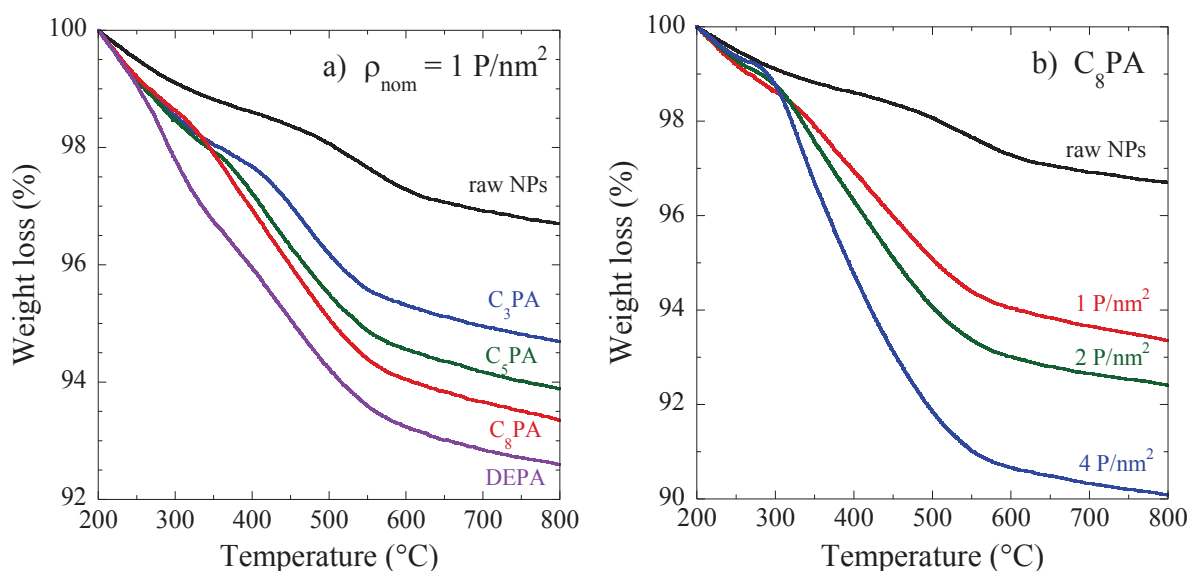 a) ρnom = 1 P/nm²
Weight loss (%)
100
98
96
94
92
raw NPs
C₃PA
C₅PA
C₈PA
DEPA
200 300 400 500 600 700 800
Temperature (°C)
b) C₈PA
Weight loss (%)
100
98
96
94
92
90
raw NPs
1 P/nm²
2 P/nm²
4 P/nm²
200 300 400 500 600 700 800
Temperature (°C)